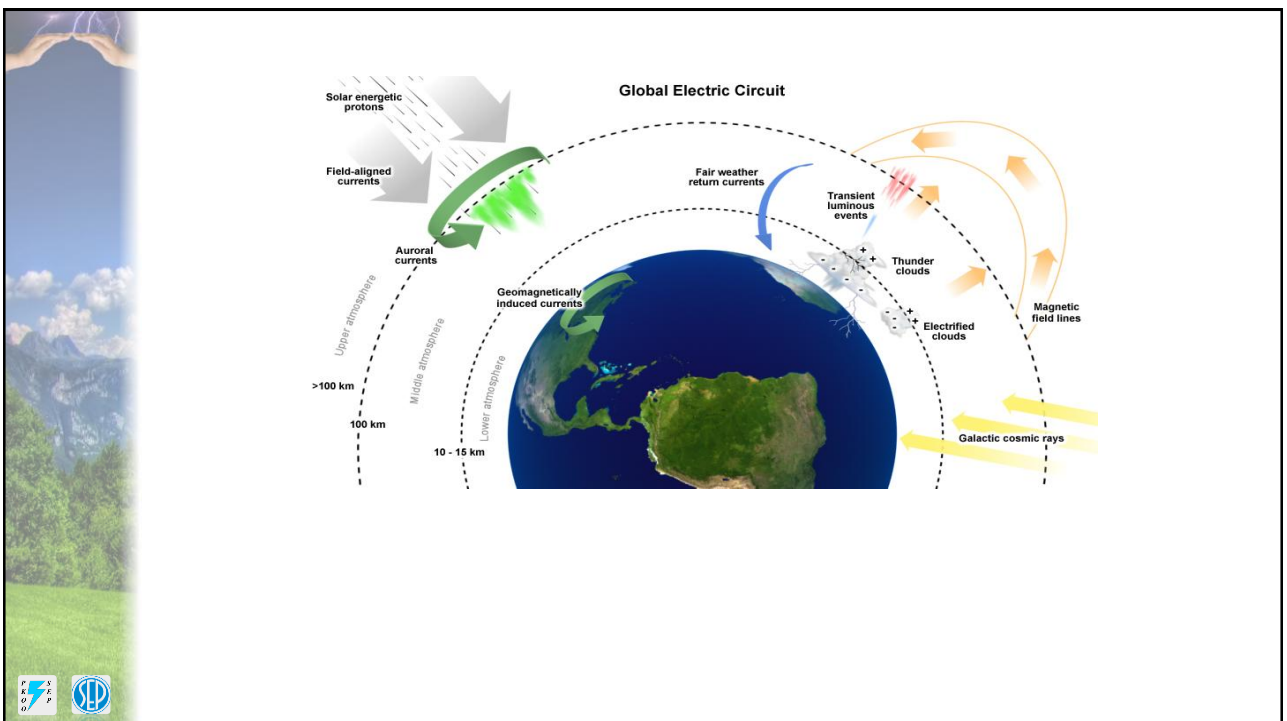 Global Electric Circuit
Solar energetic
protons
Field-aligned
currents
Fair weather
return currents
Transient
luminous
events
Auroral
currents
Thunder
clouds
Geomagnetically
induced currents
Magnetic
field lines
Electrified
clouds
Upper atmosphere
Middle atmosphere
Lower atmosphere
>100 km
100 km
10 - 15 km
Galactic cosmic rays
P K O O
S E P
SEP